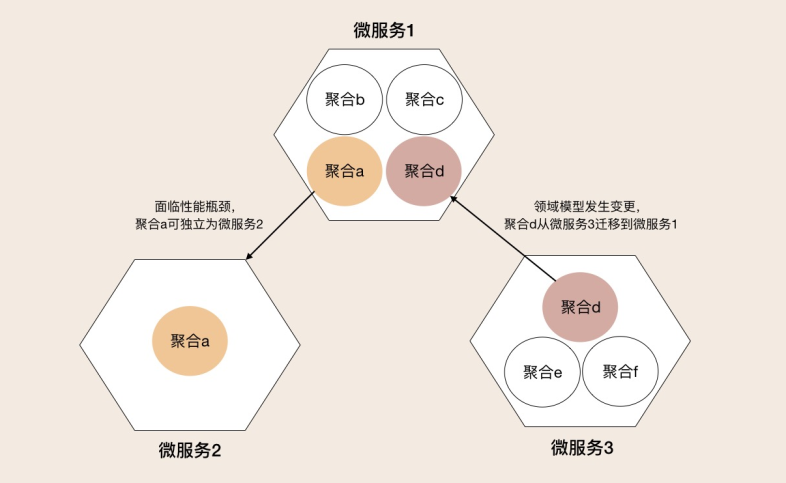 微服务1
聚合b
聚合c
聚合a
聚合d
面临性能瓶颈，
聚合a可独立为微服务2
领域模型发生变更，
聚合d从微服务3迁移到微服务1
聚合a
聚合d
聚合e
聚合f
微服务2
微服务3